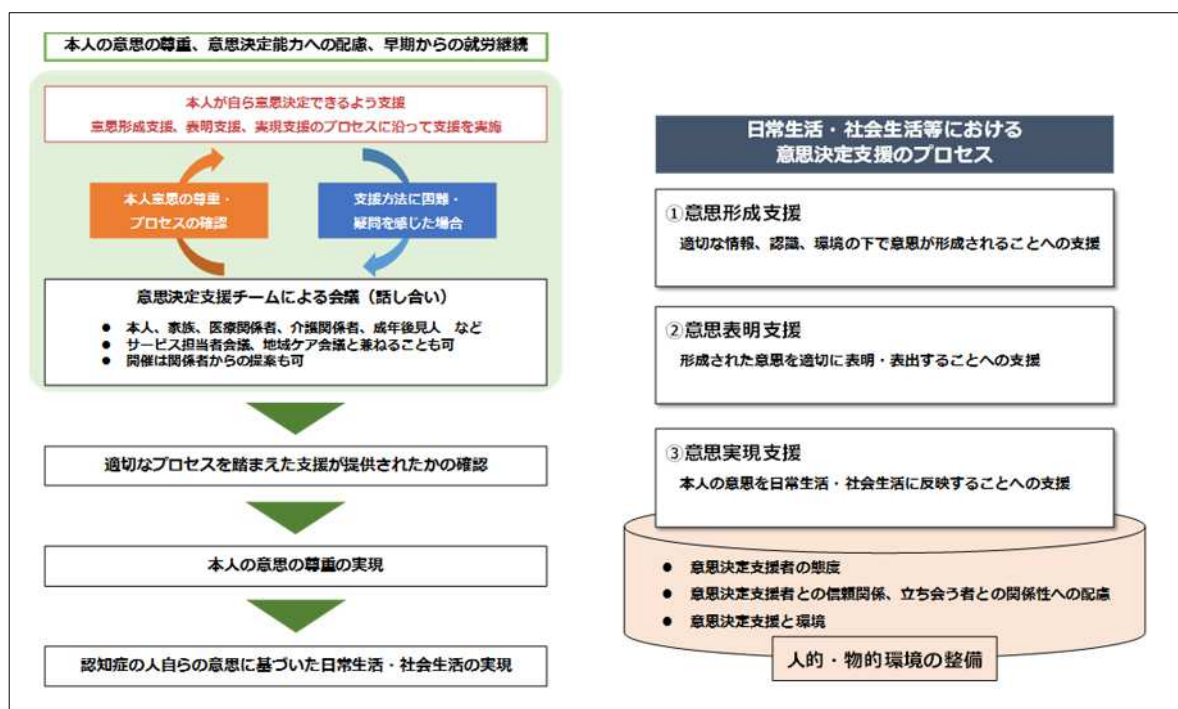 本人の意思の尊重、意思決定能力への配慮、早期からの就労継続
本人が自ら意思決定できるよう支援
意思形成支援、表明支援、実現支援のプロセスに沿って支援を実施
本人意思の尊重・
プロセスの確認
支援方法に困難・
疑問を感じた場合
意思決定支援チームによる会議（話し合い）
● 本人、家族、医療関係者、介護関係者、成年後見人 など
● サービス担当者会議、地域ケア会議と兼ねることも可
● 開催は関係者からの提案も可
適切なプロセスを踏まえた支援が提供されたかの確認
本人の意思の尊重の実現
認知症の人自らの意思に基づいた日常生活・社会生活の実現
日常生活・社会生活等における
意思決定支援のプロセス
①意思形成支援
適切な情報、認識、環境の下で意思が形成されることへの支援
②意思表明支援
形成された意思を適切に表明・表出することへの支援
③意思実現支援
本人の意思を日常生活・社会生活に反映することへの支援
● 意思決定支援者の態度
● 意思決定支援者との信頼関係、立ち会う者との関係性への配慮
● 意思決定支援と環境
人的・物的環境の整備